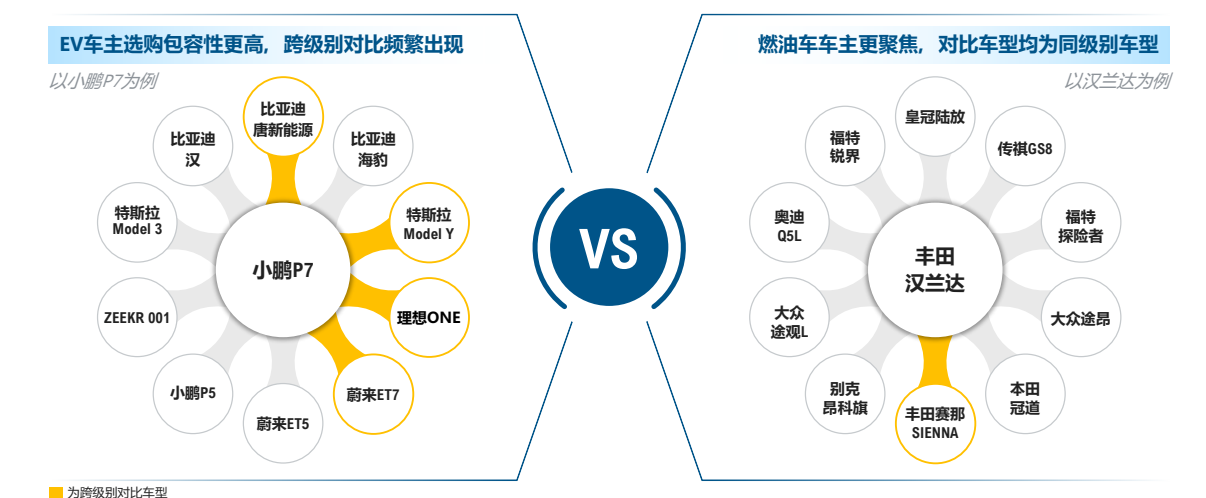 EV车主选购包容性更高，跨级别对比频繁出现
以小鹏P7为例
比亚迪
唐新能源
比亚迪
汉
比亚迪
海豹
特斯拉
Model 3
特斯拉
Model Y
小鹏P7
ZEEKR 001
理想ONE
小鹏P5
蔚来ET7
蔚来ET5
为跨级别对比车型
VS
燃油车车主更聚焦，对比车型均为同级别车型
以汉兰达为例
皇冠陆放
福特
锐界
传祺GS8
奥迪
Q5L
福特
探险者
丰田
汉兰达
大众
途观L
大众途昂
别克
昂科旗
本田
冠道
丰田赛那
SIENNA